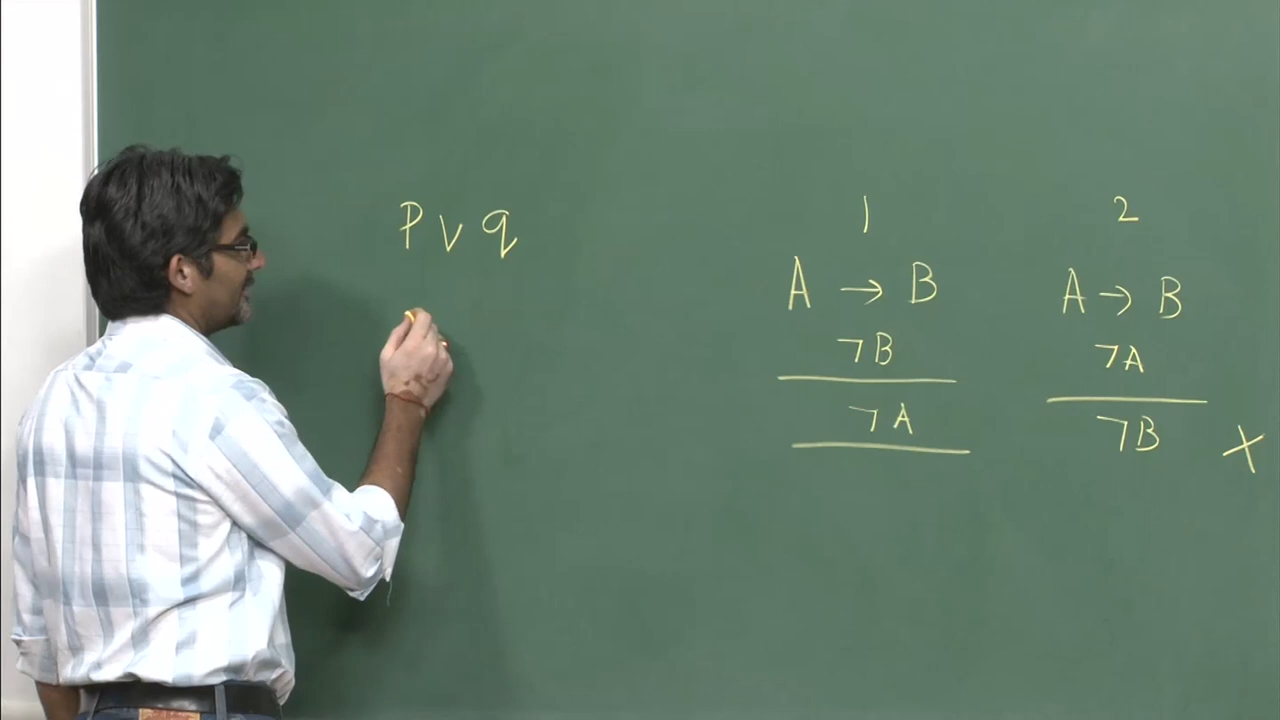 P ∨ q
1
A → B
¬B
¬A
2
A → B
¬A
¬B X